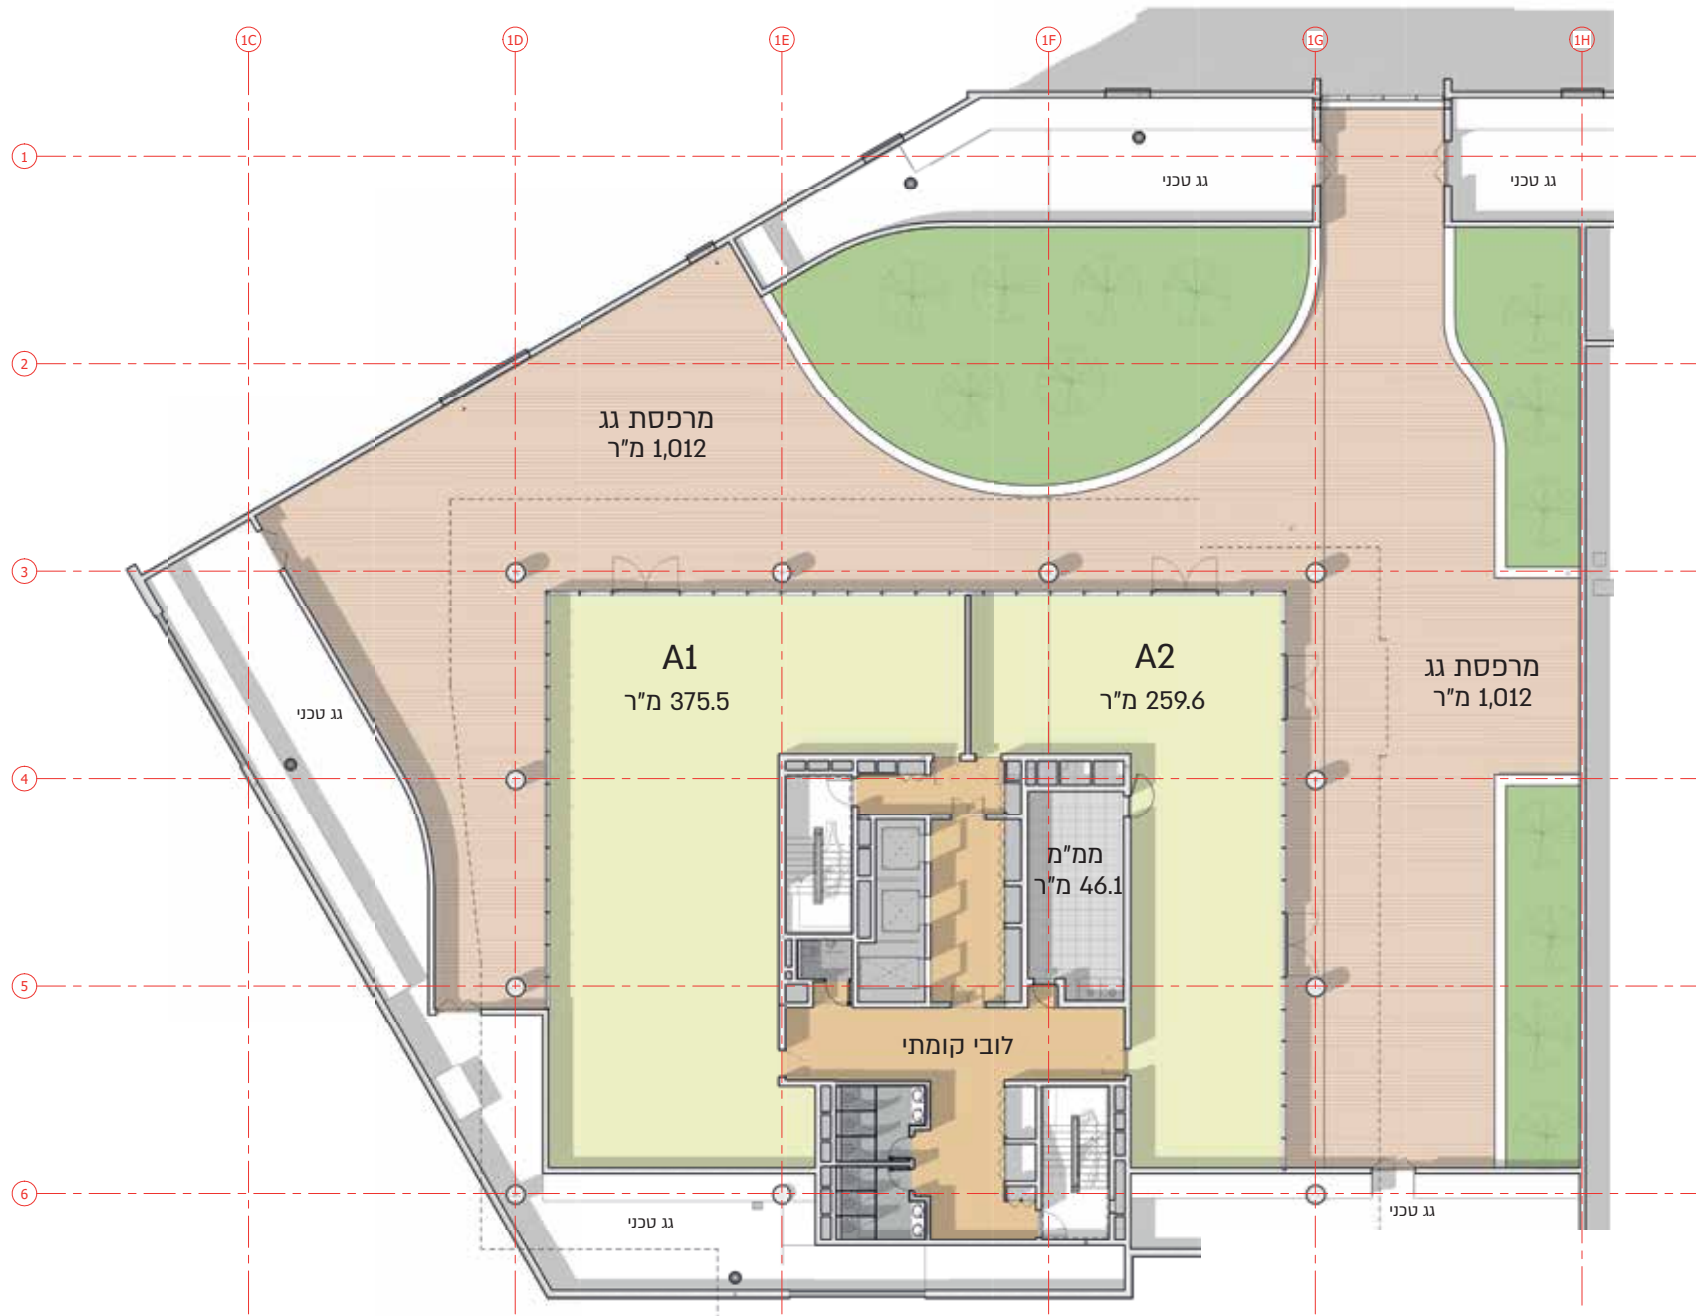 1C 1D 1E 1F 1G 1H
1
גג טכני
גג טכני
2
מרפסת גג
1,012 מ"ר
3
A1
375.5 מ"ר
A2
259.6 מ"ר
מרפסת גג
1,012 מ"ר
גג טכני
4
ממ"מ
46.1 מ"ר
5
לובי קומתי
6
גג טכני
גג טכני